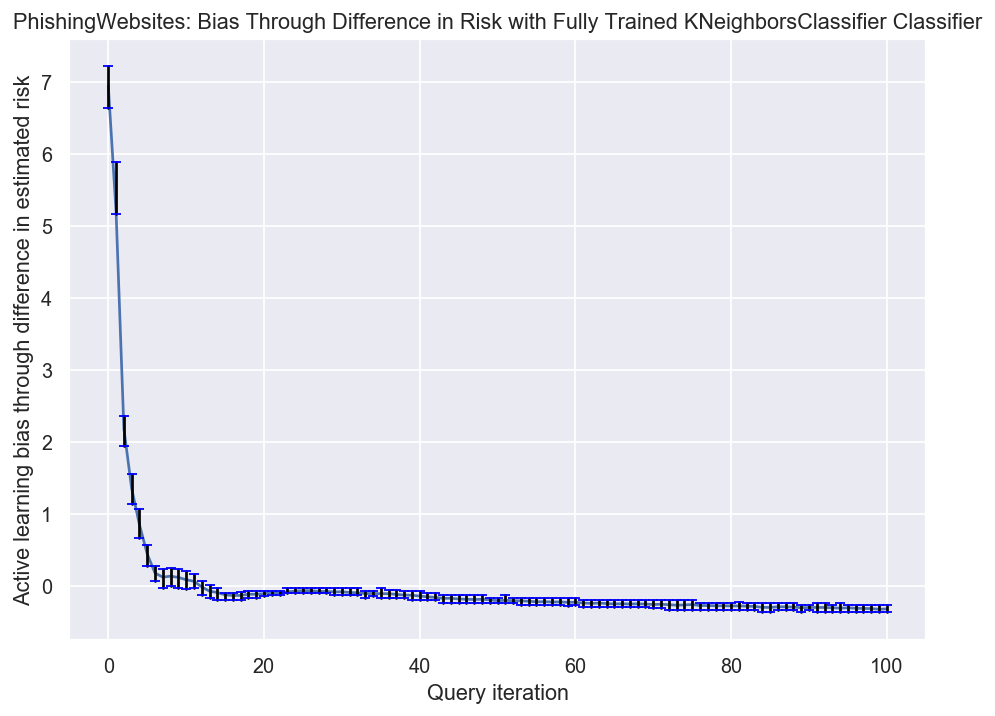 PhishingWebsites: Bias Through Difference in Risk with Fully Trained KNeighborsClassifier Classifier
Active learning bias through difference in estimated risk
7
6
5
4
3
2
1
0
0 20 40 60 80 100
Query iteration